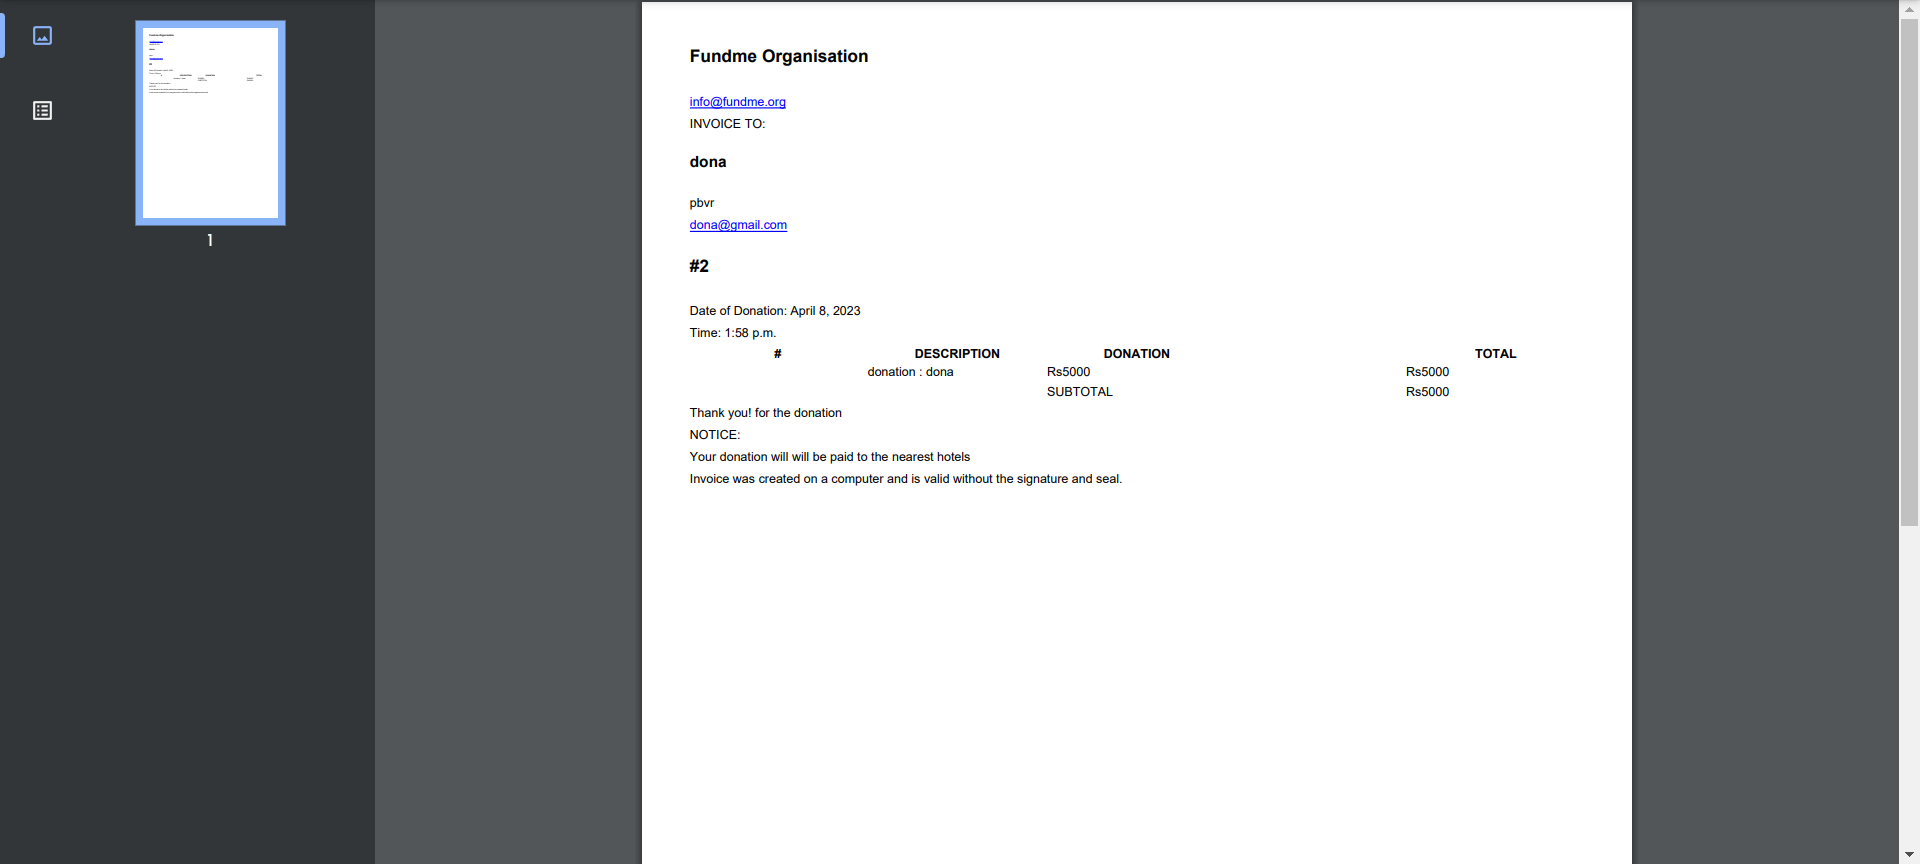 Fundme Organisation
info@fundme.org
INVOICE TO:
dona
pbvr
dona@gmail.com
#2
Date of Donation: April 8, 2023
Time: 1:58 p.m.
# DESCRIPTION DONATION TOTAL
donation : dona Rs5000 Rs5000
SUBTOTAL Rs5000
Thank you! for the donation
NOTICE:
Your donation will will be paid to the nearest hotels
Invoice was created on a computer and is valid without the signature and seal.
1